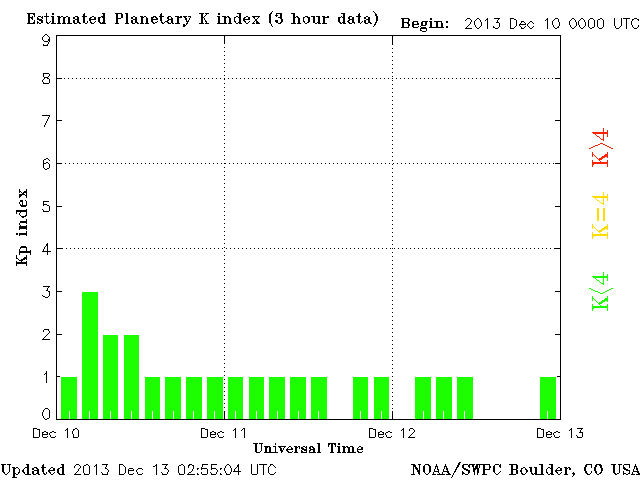 Estimated Planetary K index (3 hour data)
Begin: 2013 Dec 10 0000 UTC
9
8
7
6
5
4
3
2
1
0
Kp index
K>4
K=4
K<4
Dec 10
Dec 11
Dec 12
Dec 13
Universal Time
Updated 2013 Dec 13 02:55:04 UTC
NOAA/SWPC Boulder, CO USA